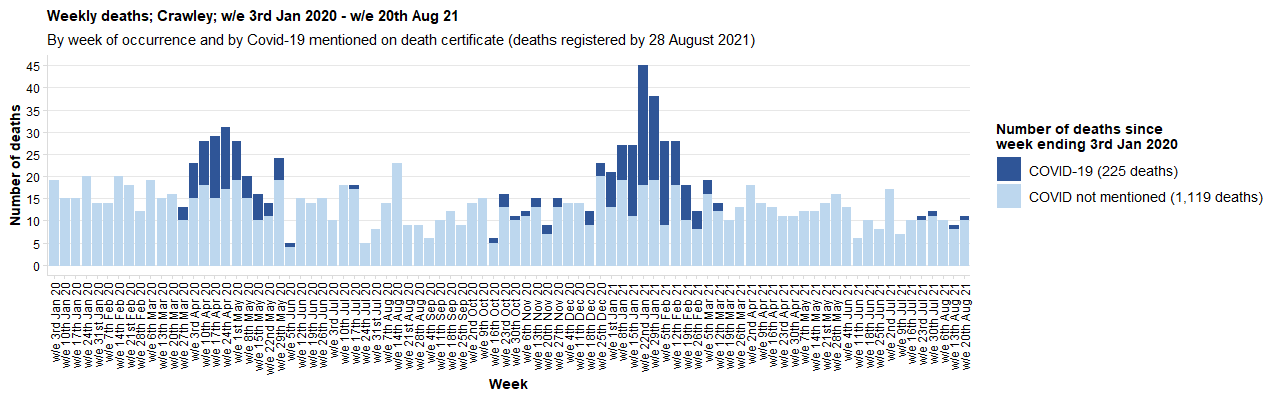 Weekly deaths; Crawley; w/e 3rd Jan 2020 - w/e 20th Aug 21
By week of occurrence and by Covid-19 mentioned on death certificate (deaths registered by 28 August 2021)
Number of deaths
45
40
35
30
25
20
15
10
5
0
w/e 3rd Jan 20
w/e 10th Jan 20
w/e 17th Jan 20
w/e 24th Jan 20
w/e 31st Jan 20
w/e 7th Feb 20
w/e 14th Feb 20
w/e 21st Feb 20
w/e 28th Feb 20
w/e 6th Mar 20
w/e 13th Mar 20
w/e 20th Mar 20
w/e 27th Mar 20
w/e 3rd Apr 20
w/e 10th Apr 20
w/e 17th Apr 20
w/e 24th Apr 20
w/e 1st May 20
w/e 8th May 20
w/e 15th May 20
w/e 22nd May 20
w/e 29th May 20
w/e 5th Jun 20
w/e 12th Jun 20
w/e 19th Jun 20
w/e 26th Jun 20
w/e 3rd Jul 20
w/e 10th Jul 20
w/e 17th Jul 20
w/e 24th Jul 20
w/e 31st Jul 20
w/e 7th Aug 20
w/e 14th Aug 20
w/e 21st Aug 20
w/e 28th Aug 20
w/e 4th Sep 20
w/e 11th Sep 20
w/e 18th Sep 20
w/e 25th Sep 20
w/e 2nd Oct 20
w/e 9th Oct 20
w/e 16th Oct 20
w/e 23rd Oct 20
w/e 30th Oct 20
w/e 6th Nov 20
w/e 13th Nov 20
w/e 20th Nov 20
w/e 27th Nov 20
w/e 4th Dec 20
w/e 11th Dec 20
w/e 18th Dec 20
w/e 25th Dec 20
w/e 1st Jan 21
w/e 8th Jan 21
w/e 15th Jan 21
w/e 22nd Jan 21
w/e 29th Jan 21
w/e 5th Feb 21
w/e 12th Feb 21
w/e 19th Feb 21
w/e 26th Feb 21
w/e 5th Mar 21
w/e 12th Mar 21
w/e 19th Mar 21
w/e 26th Mar 21
w/e 2nd Apr 21
w/e 9th Apr 21
w/e 16th Apr 21
w/e 23rd Apr 21
w/e 30th Apr 21
w/e 7th May 21
w/e 14th May 21
w/e 21st May 21
w/e 28th May 21
w/e 4th Jun 21
w/e 11th Jun 21
w/e 18th Jun 21
w/e 25th Jun 21
w/e 2nd Jul 21
w/e 9th Jul 21
w/e 16th Jul 21
w/e 23rd Jul 21
w/e 30th Jul 21
w/e 6th Aug 21
w/e 13th Aug 21
w/e 20th Aug 21
Week
Number of deaths since
week ending 3rd Jan 2020
COVID-19 (225 deaths)
COVID not mentioned (1,119 deaths)